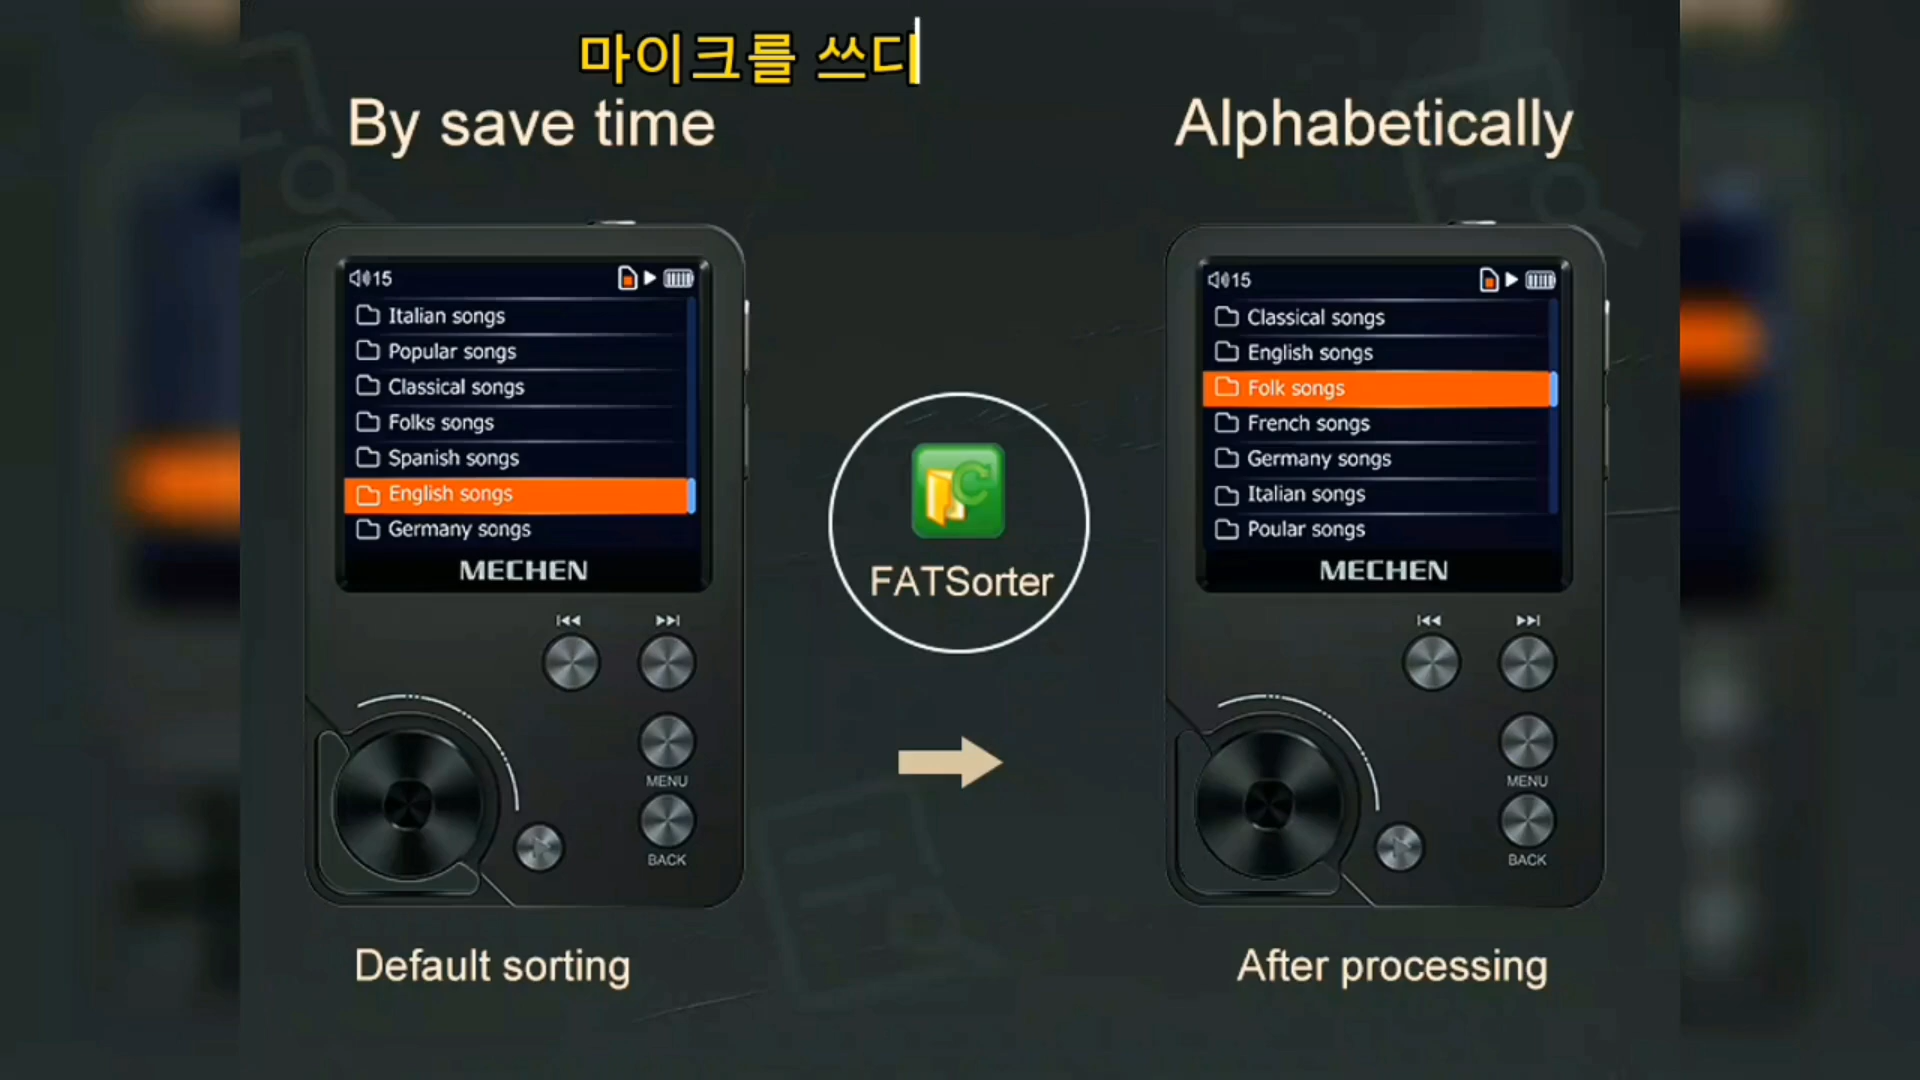 마이크를 쓰디
By save time
Alphabetically
15
Italian songs
Popular songs
Classical songs
Folks songs
Spanish songs
English songs
Germany songs
MECHEN
MENU
BACK
Default sorting
FATSorter
15
Classical songs
English songs
Folk songs
French songs
Germany songs
Italian songs
Poular songs
MECHEN
MENU
BACK
After processing